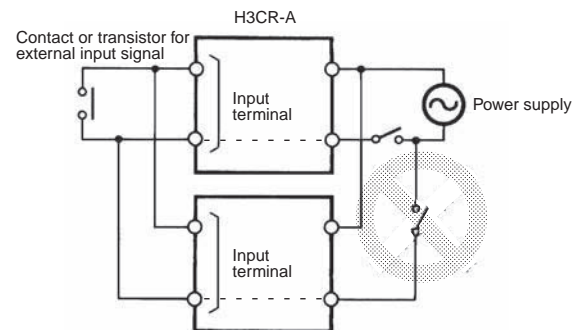 H3CR-A
Contact or transistor for
external input signal
Input
terminal
Power supply
Input
terminal